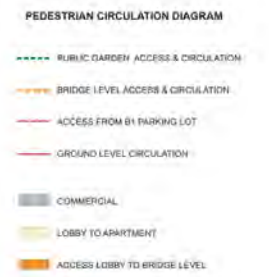 PEDESTRIAN CIRCULATION DIAGRAM
PUBLIC GARDEN ACCESS & CIRCULATION
BRIDGE LEVEL ACCESS & CIRCULATION
ACCESS FROM B1 PARKING LOT
GROUND LEVEL CIRCULATION
COMMERCIAL
LOBBY TO APARTMENT
ACCESS LOBBY TO BRIDGE LEVEL